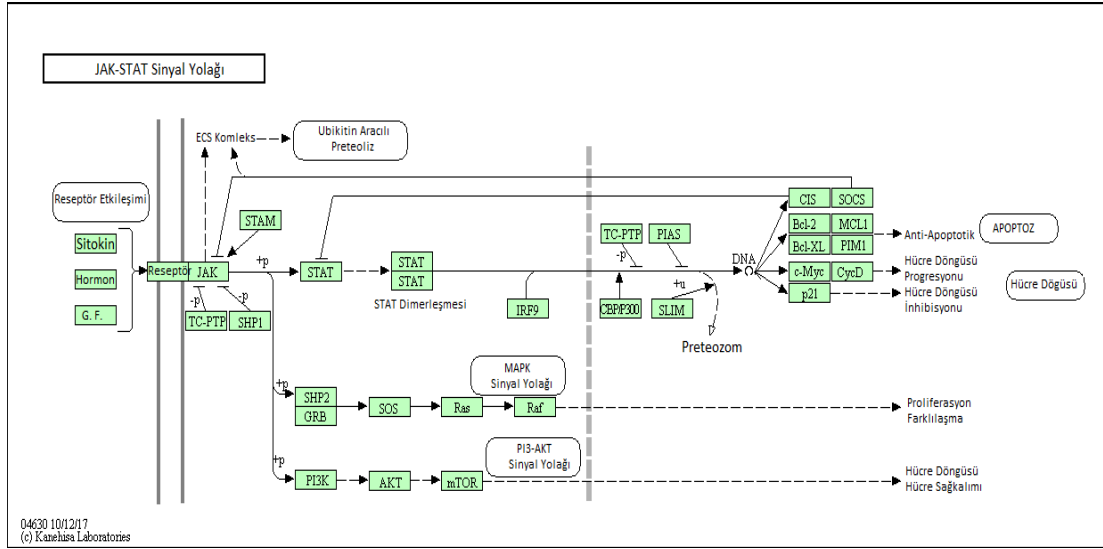 JAK-STAT Sinyal Yolağı
ECS Komleks
Ubikitin Aracılı
Preteoliz
Reseptör Etkileşimi
Sitokin
Hormon
G. F.
Reseptör
JAK
STAM
+p
-p
-p
TC-PTP
SHP1
STAT
STAT
STAT
STAT Dimerleşmesi
IRF9
TC-PTP
PIAS
-p
+u
CBP/P300
SLIM
Preteozom
DNA
CIS
SOCS
Bcl-2
MCL1
Bcl-XL
PIM1
c-Myc
CycD
p21
Anti-Apoptotik
APOPTOZ
Hücre Döngüsü
Progresyonu
Hücre Döngüsü
İnhibisyonu
Hücre Dögüsü
+p
SHP2
GRB
SOS
Ras
Raf
MAPK
Sinyal Yolağı
Proliferasyon
Farklılaşma
+p
PI3K
AKT
mTOR
PI3-AKT
Sinyal Yolağı
Hücre Döngüsü
Hücre Sağkalımı
04630 10/12/17
(c) Kanehisa Laboratories